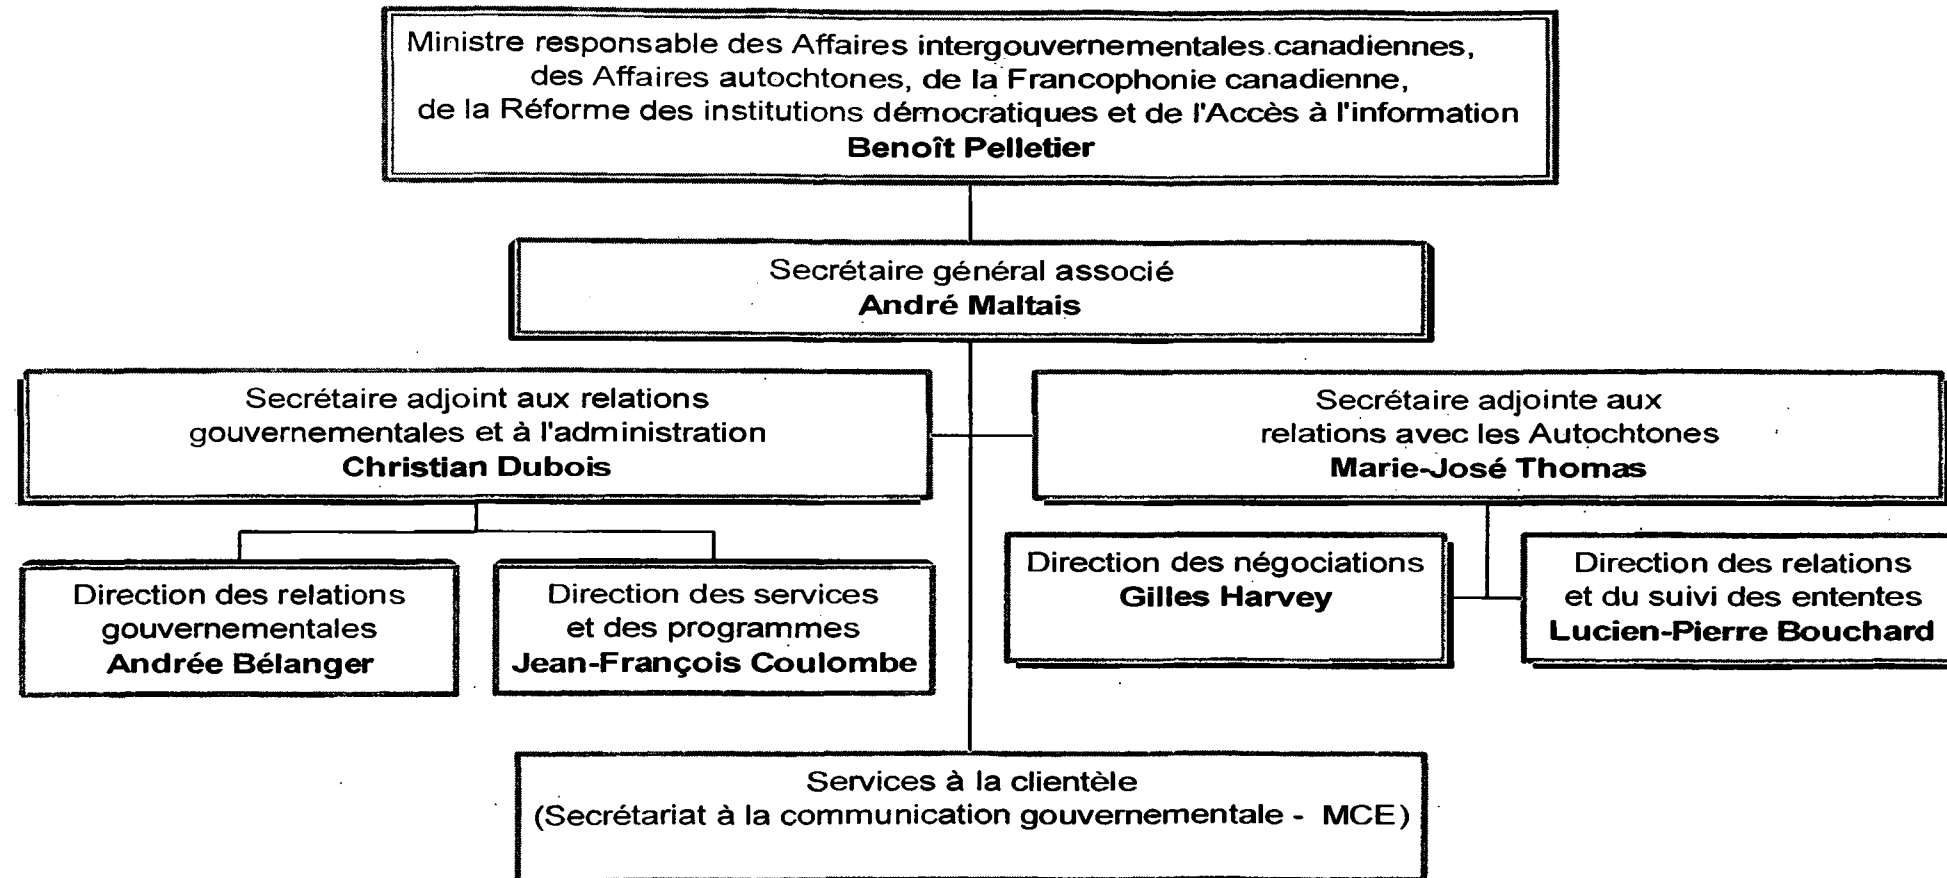 Ministre responsable des Affaires intergouvernementales canadiennes,
des Affaires autochtones, de la Francophonie canadienne,
de la Réforme des institutions démocratiques et de l'Accès à l'information
Benoît Pelletier
Secrétaire général associé
André Maltais
Secrétaire adjoint aux relations
gouvernementales et à l'administration
Christian Dubois
Secrétaire adjointe aux
relations avec les Autochtones
Marie-José Thomas
Direction des relations
gouvernementales
Andrée Bélanger
Direction des services
et des programmes
Jean-François Coulombe
Direction des négociations
Gilles Harvey
Direction des relations
et du suivi des ententes
Lucien-Pierre Bouchard
Services à la clientèle
(Secrétariat à la communication gouvernementale - MCE)